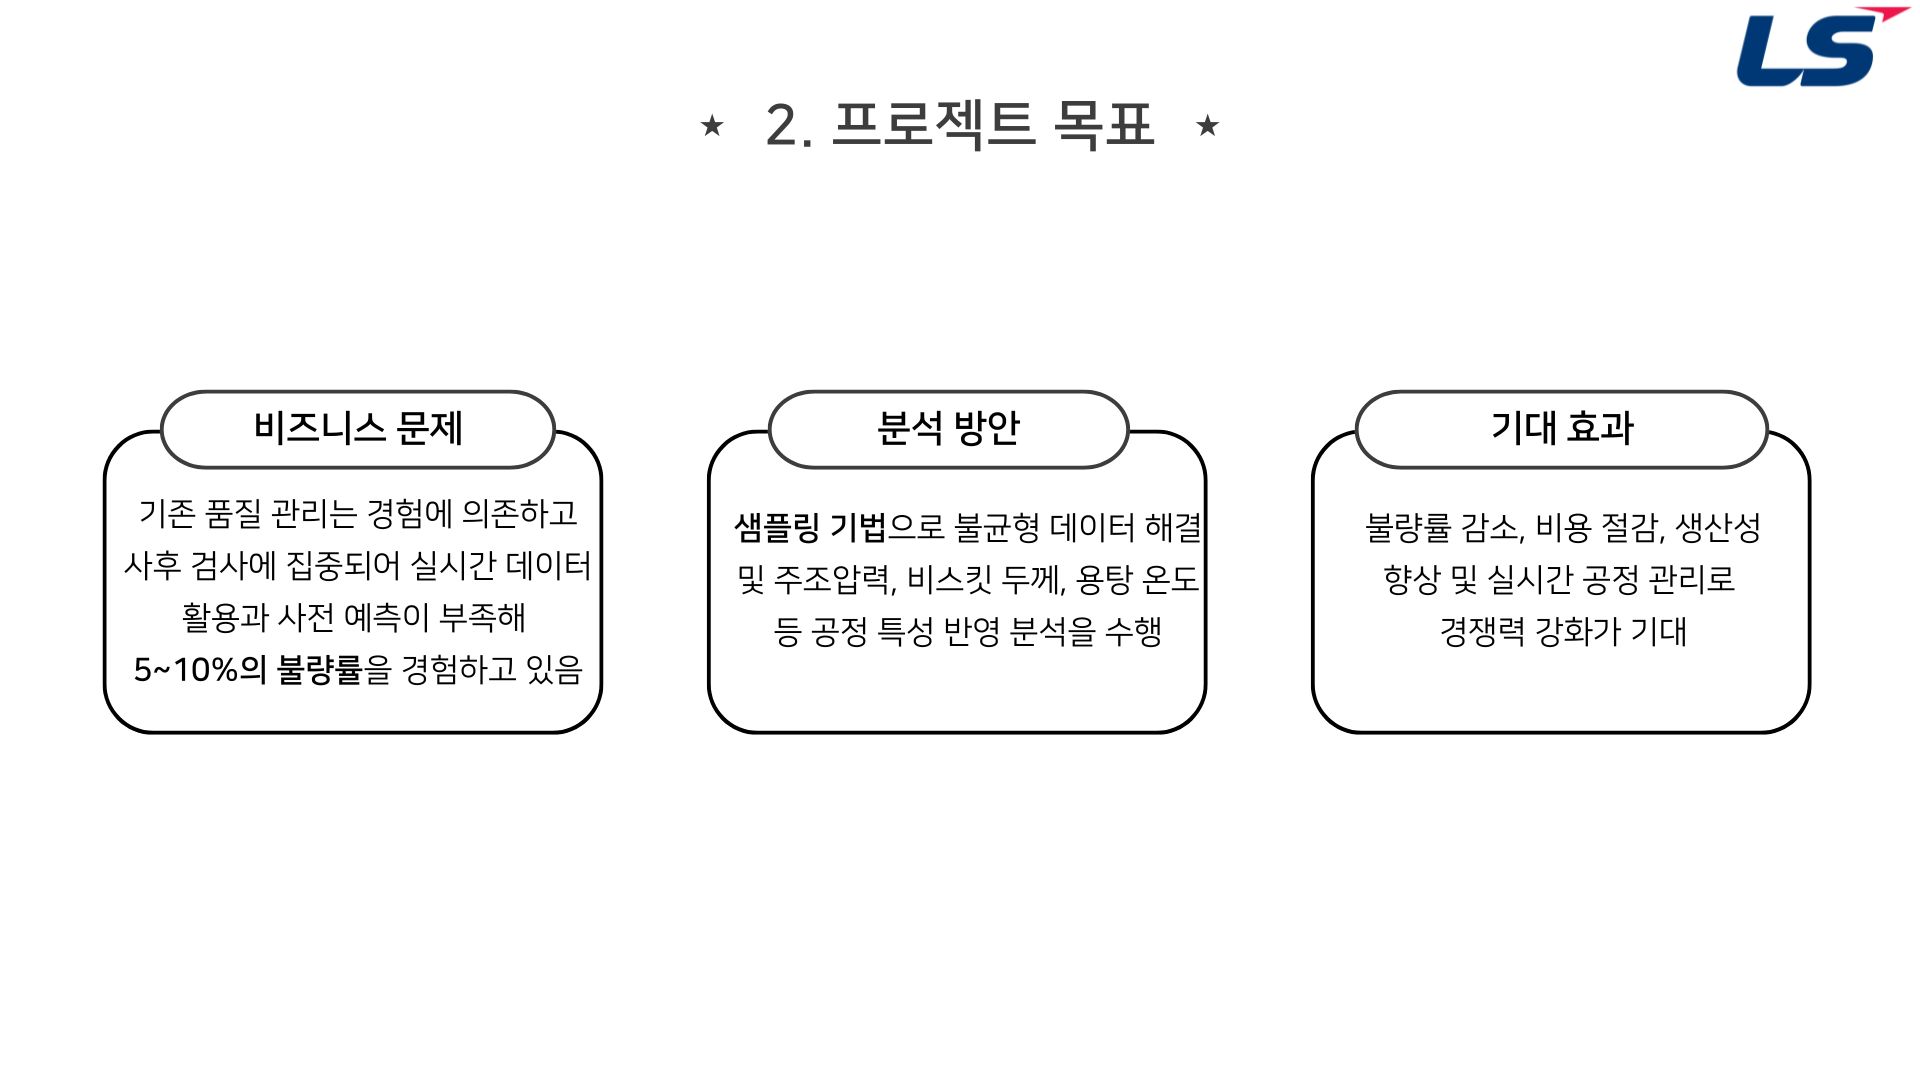 LS
★ 2. 프로젝트 목표 ★
비즈니스 문제
기존 품질 관리는 경험에 의존하고
사후 검사에 집중되어 실시간 데이터
활용과 사전 예측이 부족해
5~10%의 불량률을 경험하고 있음
분석 방안
샘플링 기법으로 불균형 데이터 해결
및 주조압력, 비스킷 두께, 용탕 온도
등 공정 특성 반영 분석을 수행
기대 효과
불량률 감소, 비용 절감, 생산성
향상 및 실시간 공정 관리로
경쟁력 강화가 기대